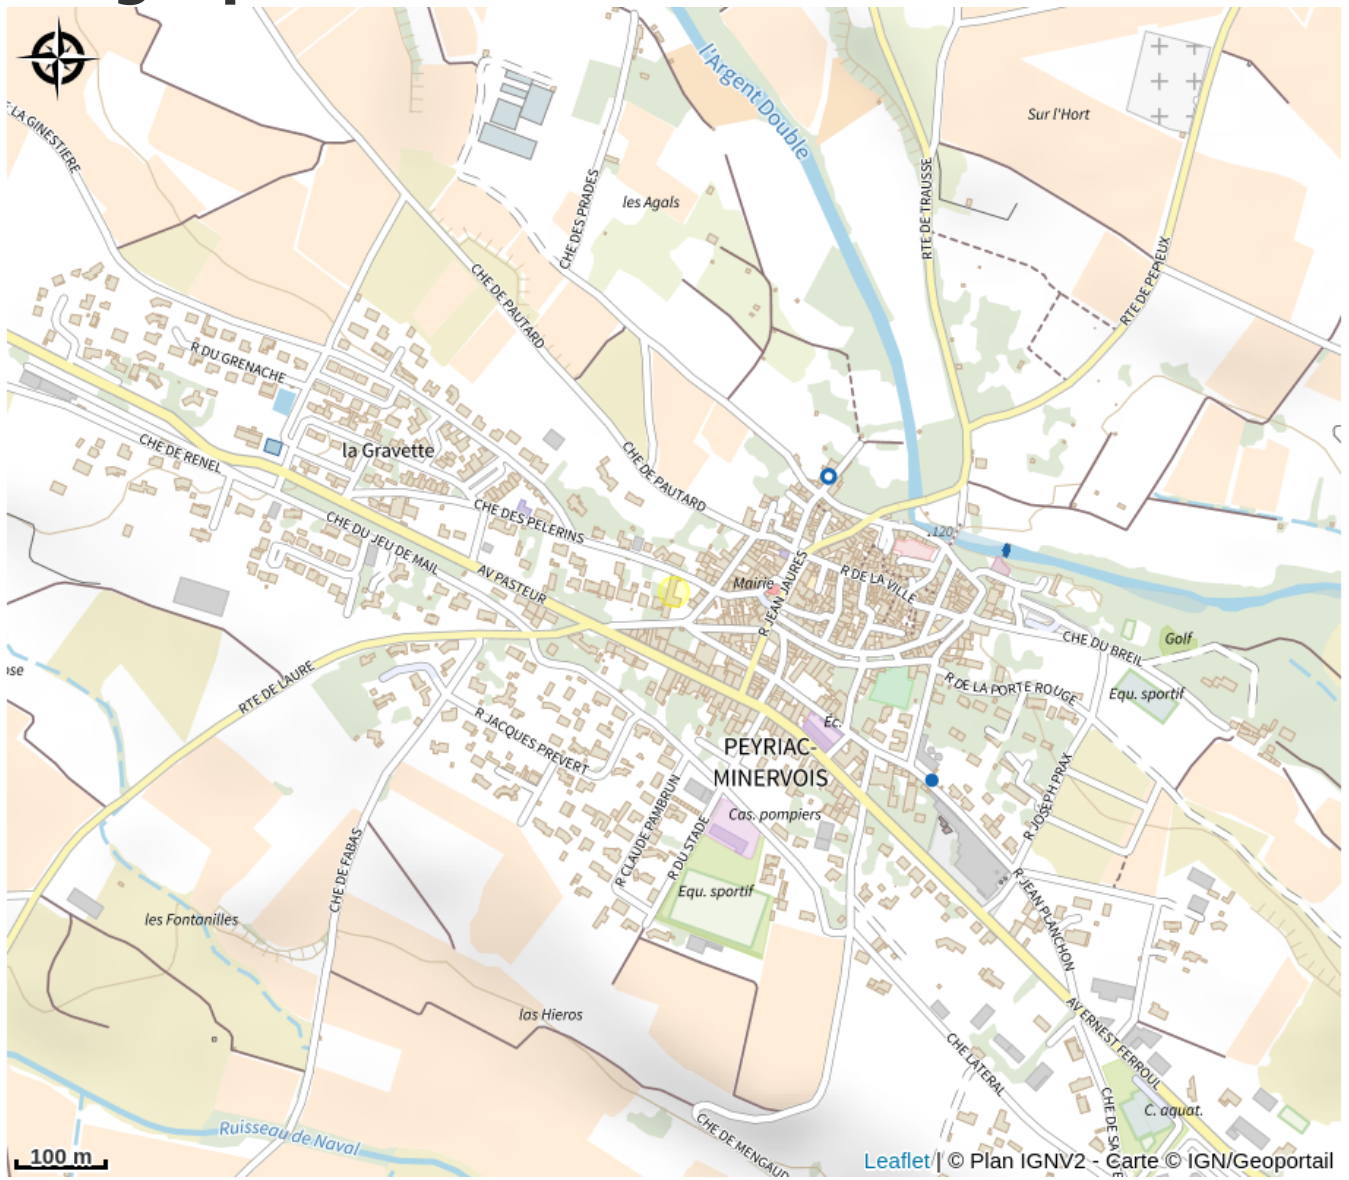 l'Argent Double
Sur l'Hort
LA GINESTIERE
RTE DE TRAUSSE
CHE DES PRADES
les Agals
RTE DE PEPIEUX
CHE DE PAUTARD
R DU GRENACHE
CHE DE RENEL
la Gravette
CHE DE PAUTARD
CHE DES PELERINS
CHE DU JEU DE MAIL
120
AV PASTEUR
Mairie
R JEAN JAURES
R DE LA VILLE
CHE DU BREIL
Golf
RTE DE LAURE
R DE LA PORTE ROUGE
Equ. sportif
R JACQUES PREVERT
Éc.
PEYRIAC-
MINERVOIS
R JOSEPH PRAX
Cas. pompiers
R CLAUDE PAMBRUN
R DU STADE
CHE DE FABAS
Equ. sportif
R JEAN PLANCHON
les Fontanilles
las Hieros
AV ERNEST FERROUL
CHE LATERAL
C. aquat.
CHE DE SA
Ruisseau de Naval
CHE DE MENGAUD
100 m
Leaflet | © Plan IGNV2 - Carte © IGN/Geoportail